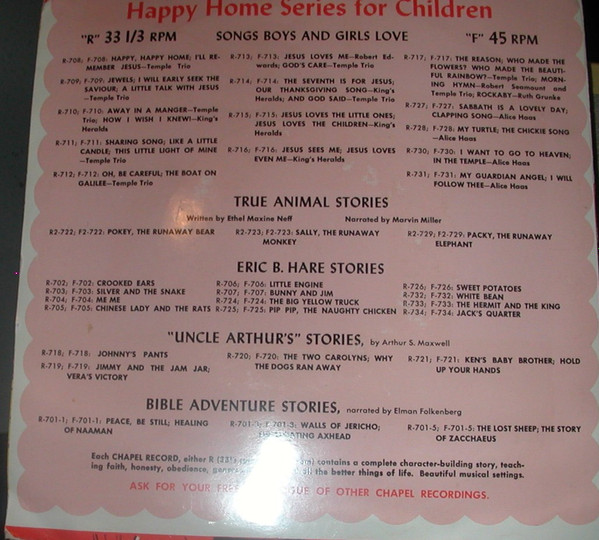 Happy Home Series for Children
"R" 33 1/3 RPM SONGS BOYS AND GIRLS LOVE "F" 45 RPM
R-708; F-708: HAPPY, HAPPY HOME; I'LL RE-
MEMBER JESUS—Temple Trio
R-709; F-709: JEWELS; I WILL EARLY SEEK THE
SAVIOUR; A LITTLE TALK WITH JESUS
—Temple Trio
R-710; F-710: AWAY IN A MANGER—Temple
Trio; HOW I WISH I KNEW!—King's
Heralds
R-711; F-711: SHARING SONG; LIKE A LITTLE
CANDLE; THIS LITTLE LIGHT OF MINE
—Temple Trio
R-712; F-712: OH, BE CAREFUL; THE BOAT ON
GALILEE—Temple Trio
R-713; F-713: JESUS LOVES ME—Robert Ed-
wards; GOD'S CARE—Temple Trio
R-714; F-714: THE SEVENTH IS FOR JESUS;
OUR THANKSGIVING SONG—King's
Heralds; AND GOD SAID—Temple Trio
R-715; F-715: JESUS LOVES THE LITTLE ONES;
JESUS LOVES THE CHILDREN—King's
Heralds
R-716; F-716: JESUS SEES ME; JESUS LOVES
EVEN ME—King's Heralds
R-717; F-717: THE REASON; WHO MADE THE
FLOWERS? WHO MADE THE BEAUTI-
FUL RAINBOW?—Temple Trio; MORN-
ING HYMN—Robert Seamount and
Temple Trio; ROCKABY—Ruth Grunke
R-727; F-727: SABBATH IS A LOVELY DAY;
CLAPPING SONG—Alice Haas
R-728; F-728: MY TURTLE; THE CHICKIE SONG
—Alice Haas
R-730; F-730: I WANT TO GO TO HEAVEN;
IN THE TEMPLE—Alice Haas
R-731; F-731: MY GUARDIAN ANGEL; I WILL
FOLLOW THEE—Alice Haas
TRUE ANIMAL STORIES
Written by Ethel Maxine Neff Narrated by Marvin Miller
R2-722; F2-722: POKEY, THE RUNAWAY BEAR
R2-723; F2-723: SALLY, THE RUNAWAY
MONKEY
R2-729; F2-729: PACKY, THE RUNAWAY
ELEPHANT
ERIC B. HARE STORIES
R-702; F-702: CROOKED EARS
R-703; F-703: SILVER AND THE SNAKE
R-704; F-704: ME ME
R-705; F-705: CHINESE LADY AND THE RATS
R-706; F-706: LITTLE ENGINE
R-707; F-707: BUNNY AND JIM
R-724; F-724: THE BIG YELLOW TRUCK
R-725; F-725: PIP PIP, THE NAUGHTY CHICKEN
R-726; F-726: SWEET POTATOES
R-732; F-732: WHITE BEAN
R-733; F-733: THE HERMIT AND THE KING
R-734; F-734: JACK'S QUARTER
"UNCLE ARTHUR'S" STORIES, by Arthur S. Maxwell
R-718; F-718: JOHNNY'S PANTS
R-719; F-719: JIMMY AND THE JAM JAR;
VERA'S VICTORY
R-720; F-720: THE TWO CAROLYNS; WHY
THE DOGS RAN AWAY
R-721; F-721: KEN'S BABY BROTHER; HOLD
UP YOUR HANDS
BIBLE ADVENTURE STORIES, narrated by Elman Folkenberg
R-701-1; F-701-1: PEACE, BE STILL; HEALING
OF NAAMAN
R-701-3; F-701-3: WALLS OF JERICHO;
FLOATING AXHEAD
R-701-5; F-701-5: THE LOST SHEEP; THE STORY
OF ZACCHAEUS
Each CHAPEL RECORD, either R contains a complete character-building story, teach-
ing faith, honesty, obedience, all the better things of life. Beautiful musical settings.
ASK FOR YOUR OF OTHER CHAPEL RECORDINGS.